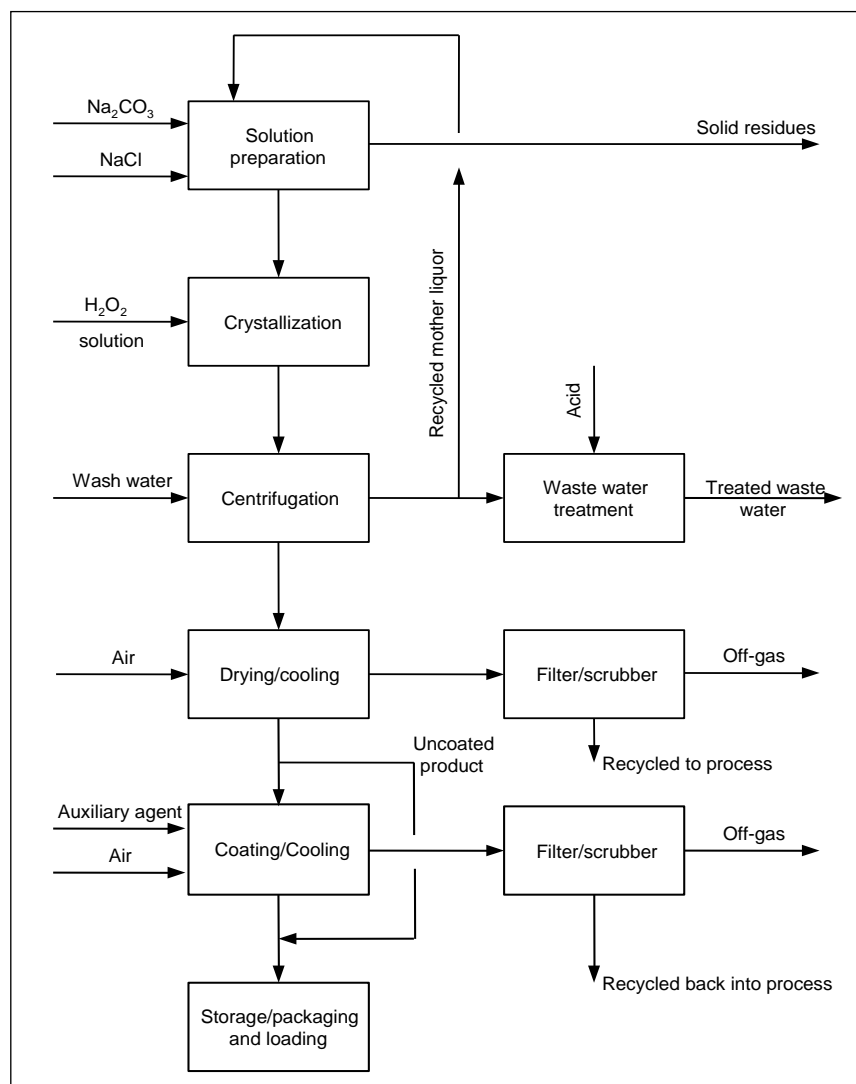 Na₂CO₃
NaCl
Solution
preparation
Solid residues
H₂O₂
solution
Crystallization
Recycled mother liquor
Acid
Wash water
Centrifugation
Waste water
treatment
Treated waste
water
Air
Drying/cooling
Filter/scrubber
Off-gas
Uncoated
product
Recycled to process
Auxiliary agent
Air
Coating/Cooling
Filter/scrubber
Off-gas
Recycled back into process
Storage/packaging
and loading